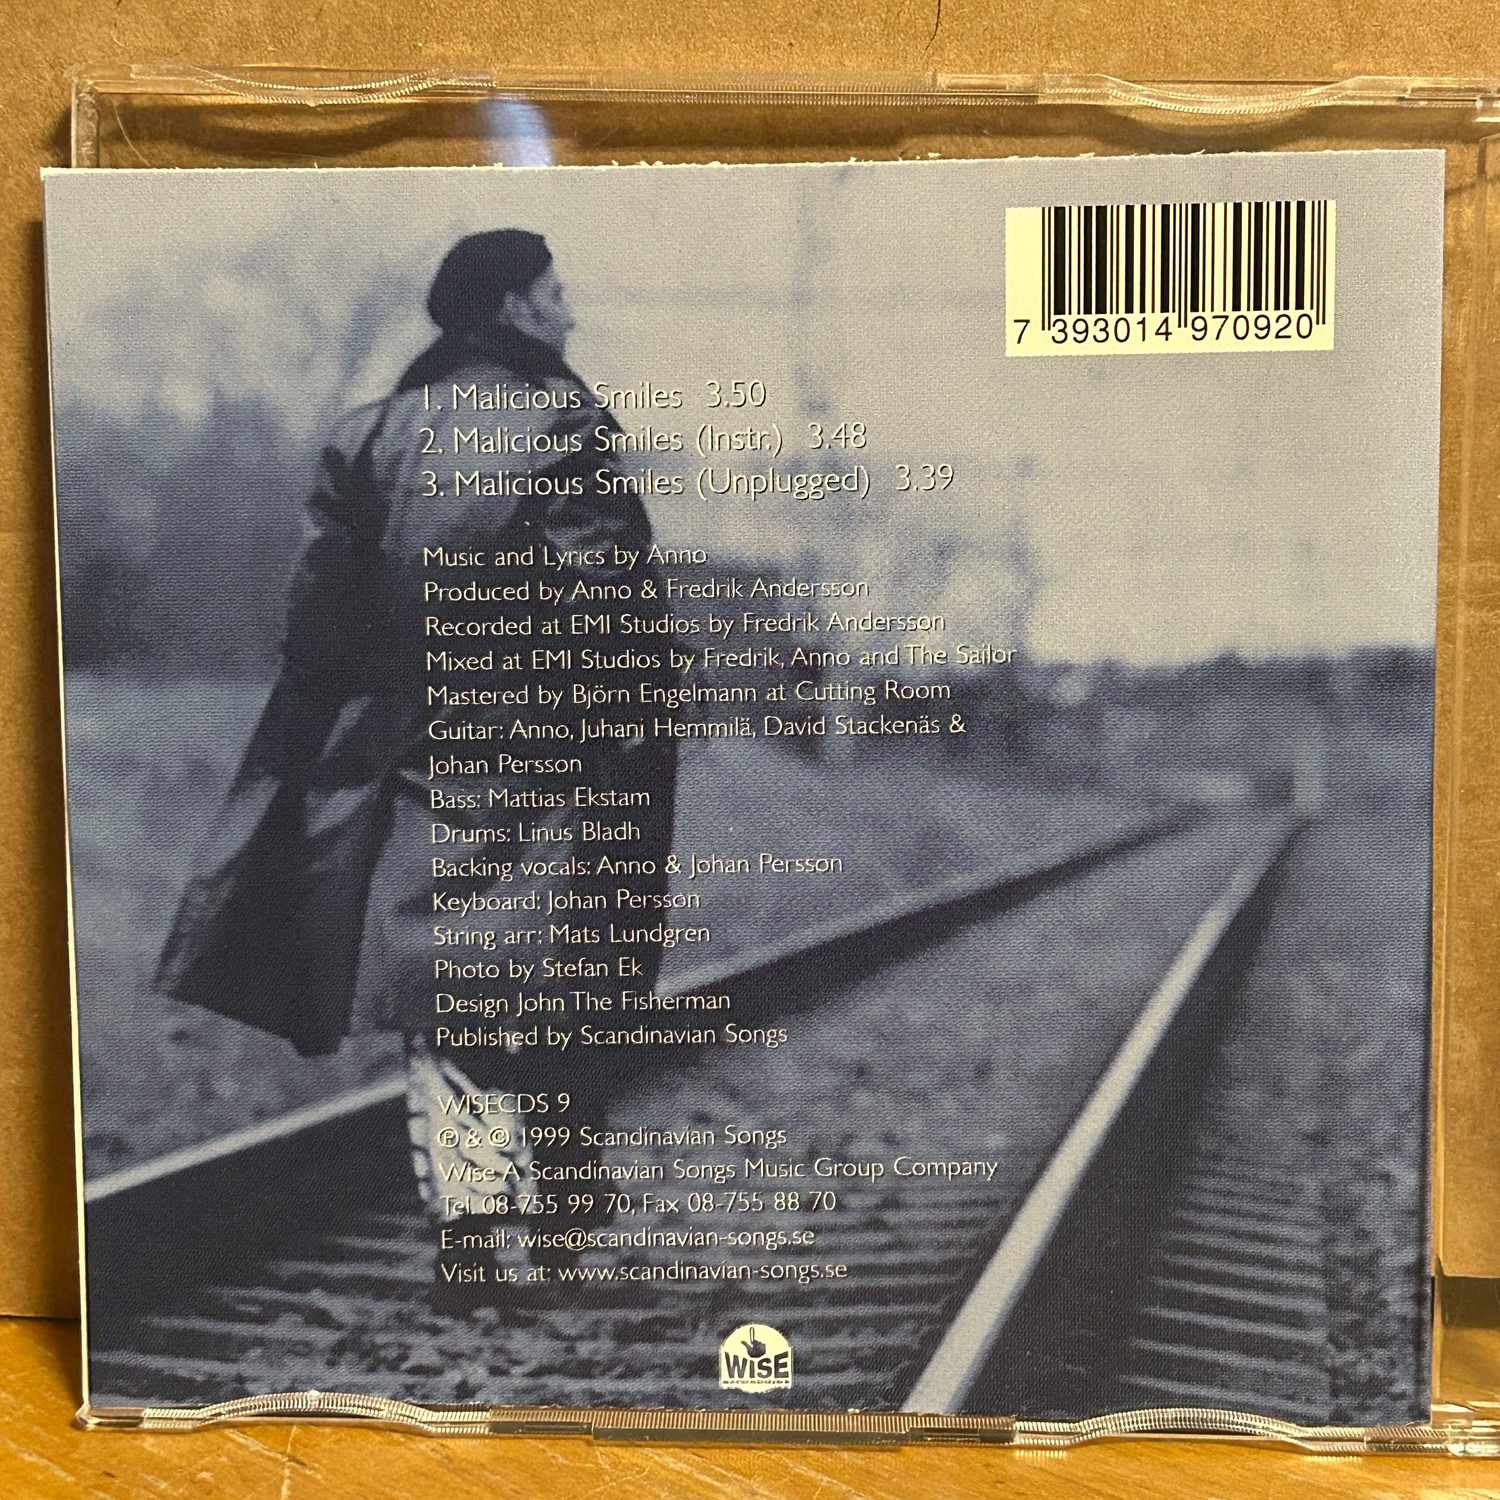 7 393014 970920
1. Malicious Smiles 3.50
2. Malicious Smiles (Instr.) 3.48
3. Malicious Smiles (Unplugged) 3.39
Music and Lyrics by Anno
Produced by Anno & Fredrik Andersson
Recorded at EMI Studios by Fredrik Andersson
Mixed at EMI Studios by Fredrik, Anno and The Sailor
Mastered by Björn Engelmann at Cutting Room
Guitar: Anno, Juhani Hemmilä, David Stackenäs &
Johan Persson
Bass: Mattias Ekstam
Drums: Linus Bladh
Backing vocals: Anno & Johan Persson
Keyboard: Johan Persson
String arr: Mats Lundgren
Photo by Stefan Ek
Design John The Fisherman
Published by Scandinavian Songs
WISECDS 9
℗ & © 1999 Scandinavian Songs
Wise A Scandinavian Songs Music Group Company
Tel. 08-755 99 70, Fax 08-755 88 70
E-mail: wise@scandinavian-songs.se
Visit us at: www.scandinavian-songs.se
WISE